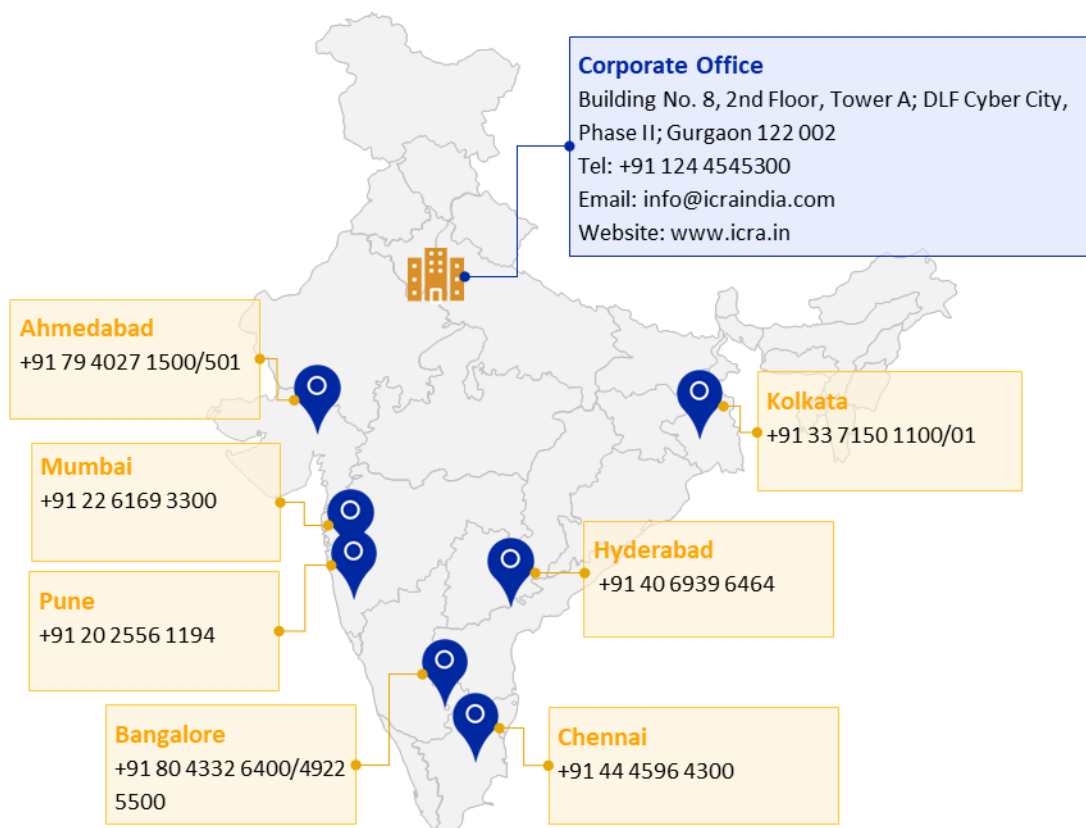 Corporate Office
Building No. 8, 2nd Floor, Tower A; DLF Cyber City,
Phase II; Gurgaon 122 002
Tel: +91 124 4545300
Email: info@icraindia.com
Website: www.icra.in
Ahmedabad
+91 79 4027 1500/501
Kolkata
+91 33 7150 1100/01
Mumbai
+91 22 6169 3300
Hyderabad
+91 40 6939 6464
Pune
+91 20 2556 1194
Bangalore
+91 80 4332 6400/4922
5500
Chennai
+91 44 4596 4300